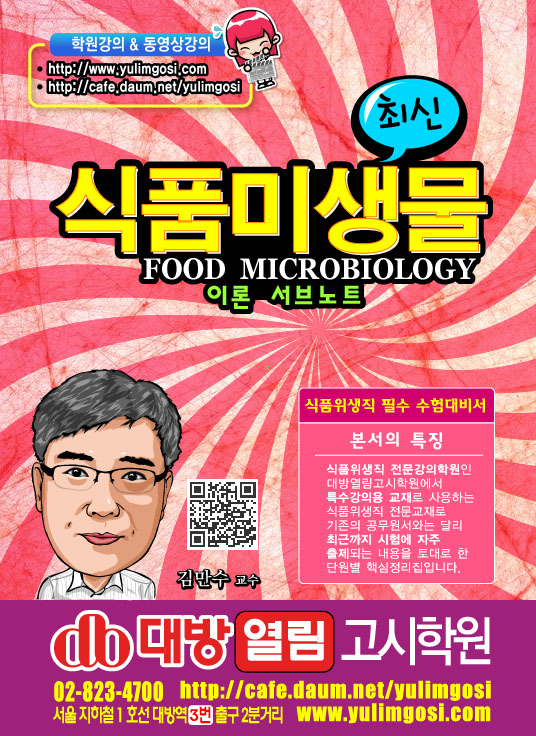 학원강의 & 동영상강의
• http://www.yulimgosi.com
• http://cafe.daum.net/yulimgosi
최신
식품미생물
FOOD MICROBIOLOGY
이론 서브노트
식품위생직 필수 수험대비서
본서의 특징
식품위생직 전문강의학원인
대방열림고시학원에서
특수강의용 교재로 사용하는
식품위생직 전문교재로
기존의 공무원서와는 달리
최근까지 시험에 자주
출제되는 내용을 토대로 한
단원별 핵심정리집입니다.
김만수 교수
db 대방 열림 고시학원
02-823-4700 http://cafe.daum.net/yulimgosi
서울 지하철 1 호선 대방역 3번 출구 2분거리 www.yulimgosi.com